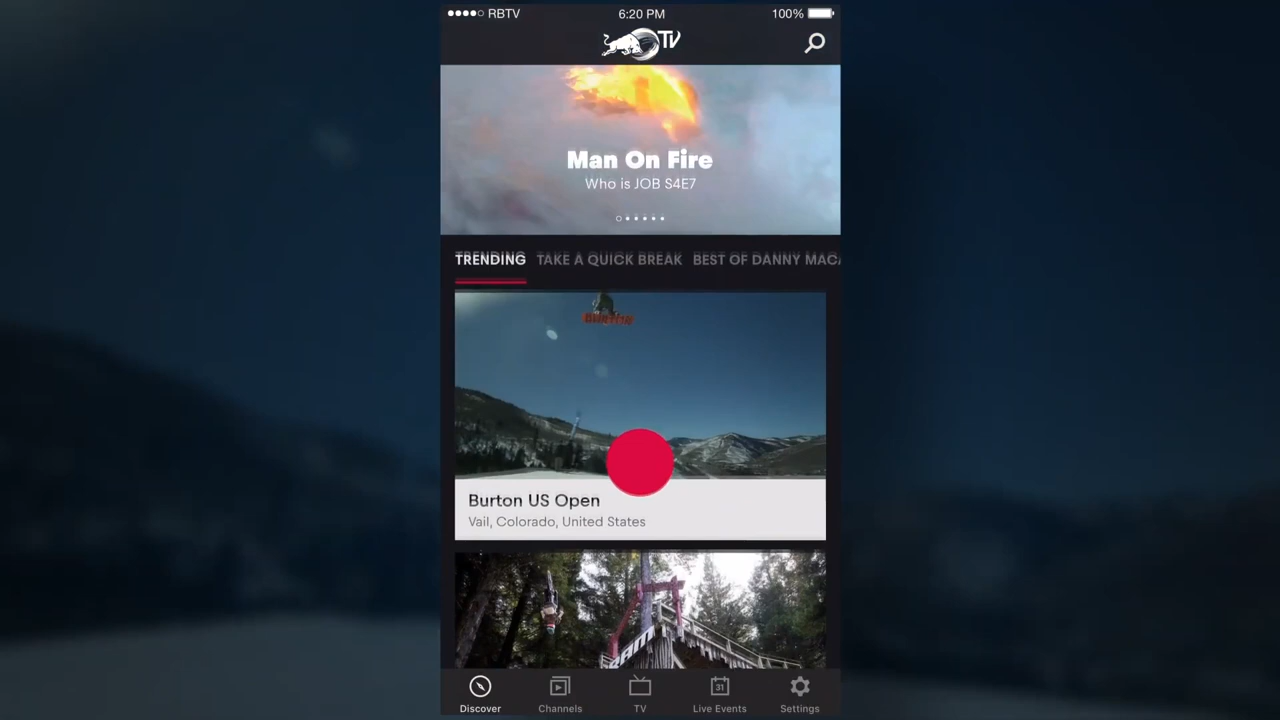 RBTV 6:20 PM 100%
TV
Man On Fire
Who is JOB S4E7
TRENDING TAKE A QUICK BREAK BEST OF DANNY MAC
BURTON
Burton US Open
Vail, Colorado, United States
31
Discover Channels TV Live Events Settings